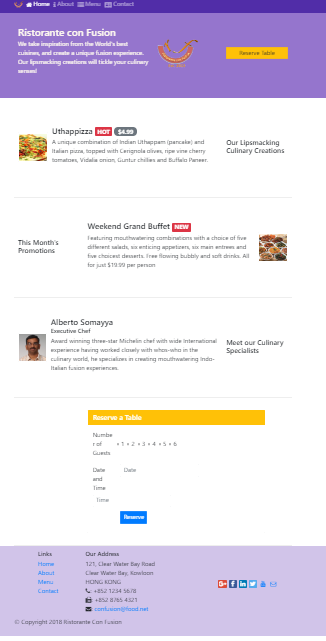 Home About Menu Contact
Ristorante con Fusion
We take inspiration from the World's best
cuisines, and create a unique fusion experience.
Our lipsmacking creations will tickle your culinary
senses!
Reserve Table
Uthappizza HOT $4.99
A unique combination of Indian Uthappam (pancake) and
Italian pizza, topped with Cerignola olives, ripe vine cherry
tomatoes, Vidalia onion, Guntur chillies and Buffalo Paneer.
Our Lipsmacking
Culinary Creations
This Month's
Promotions
Weekend Grand Buffet NEW
Featuring mouthwatering combinations with a choice of five
different salads, six enticing appetizers, six main entrees and
five choicest desserts. Free flowing bubbly and soft drinks. All
for just $19.99 per person
Alberto Somayya
Executive Chef
Award winning three-star Michelin chef with wide International
experience having worked closely with whos-who in the
culinary world, he specializes in creating mouthwatering Indo-
Italian fusion experiences.
Meet our Culinary
Specialists
Reserve a Table
Numbe
r of
Guests
1 2 3 4 5 6
Date
and
Time
Date
Time
Reserve
Links
Home
About
Menu
Contact
Our Address
121, Clear Water Bay Road
Clear Water Bay, Kowloon
HONG KONG
: +852 1234 5678
: +852 8765 4321
: confusion@food.net
© Copyright 2018 Ristorante Con Fusion